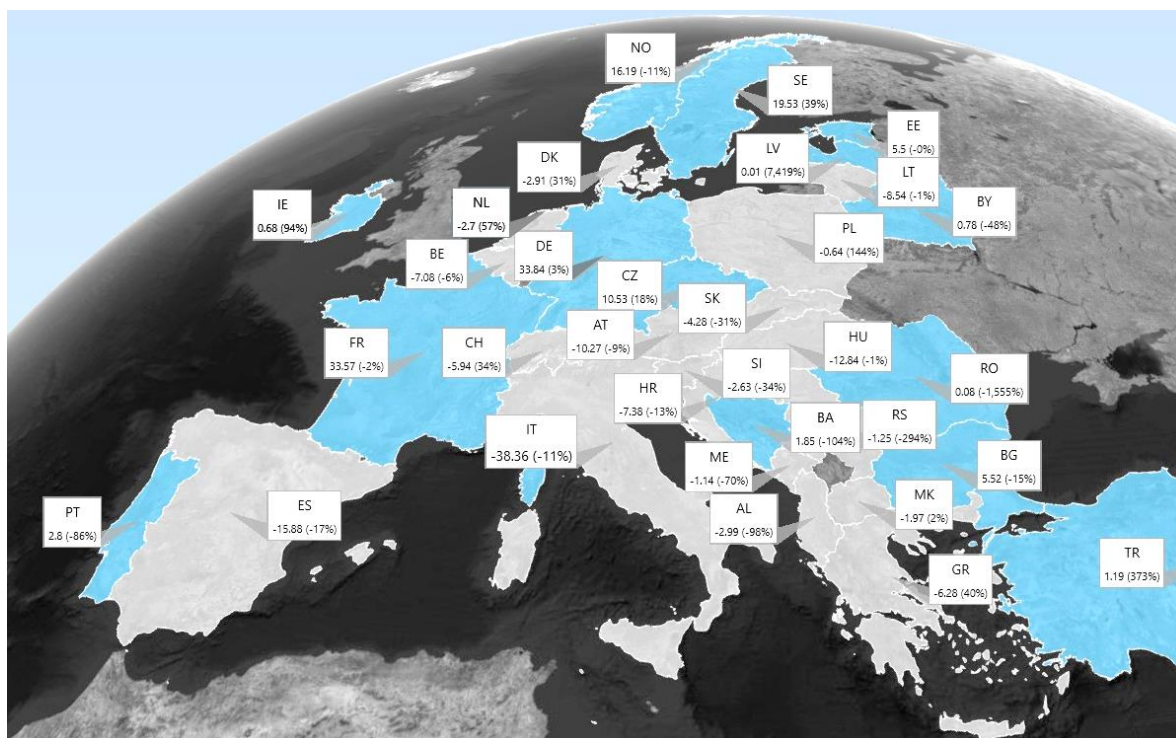 NO
16.19 (-11%)
SE
19.53 (39%)
EE
5.5 (-0%)
DK
-2.91 (31%)
LV
0.01 (7,419%)
LT
-8.54 (-1%)
IE
0.68 (94%)
NL
-2.7 (57%)
BY
0.78 (-48%)
PL
-0.64 (144%)
BE
-7.08 (-6%)
DE
33.84 (3%)
CZ
10.53 (18%)
SK
-4.28 (-31%)
AT
-10.27 (-9%)
FR
33.57 (-2%)
CH
-5.94 (34%)
HU
-12.84 (-1%)
SI
-2.63 (-34%)
RO
0.08 (-1,555%)
HR
-7.38 (-13%)
BA
1.85 (-104%)
RS
-1.25 (-294%)
IT
-38.36 (-11%)
ME
-1.14 (-70%)
BG
5.52 (-15%)
MK
-1.97 (2%)
AL
-2.99 (-98%)
ES
-15.88 (-17%)
PT
2.8 (-86%)
TR
1.19 (373%)
GR
-6.28 (40%)